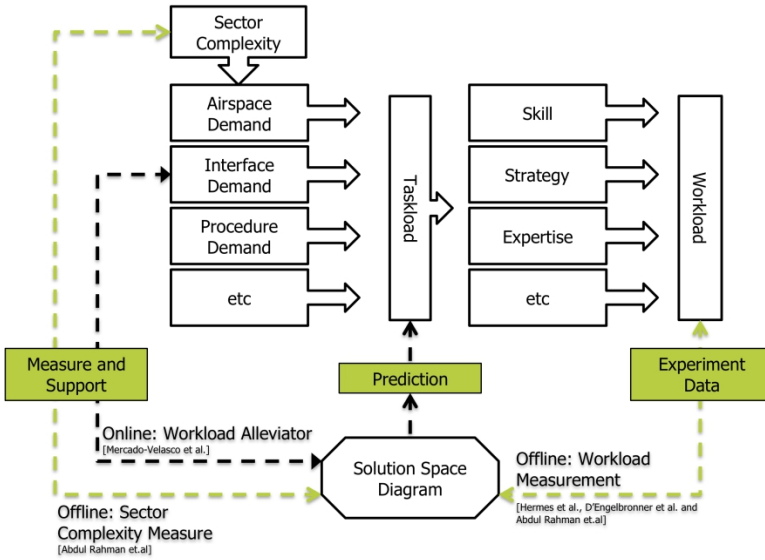 Sector
Complexity
Airspace
Demand
Interface
Demand
Procedure
Demand
etc
Taskload
Skill
Strategy
Expertise
etc
Workload
Measure and
Support
Prediction
Experiment
Data
Online: Workload Alleviator
[Mercado-Velasco et al.]
Solution Space
Diagram
Offline: Workload
Measurement
[Hermes et al., D'Engelbronner et al. and
Abdul Rahman et.al]
Offline: Sector
Complexity Measure
[Abdul Rahman et.al]